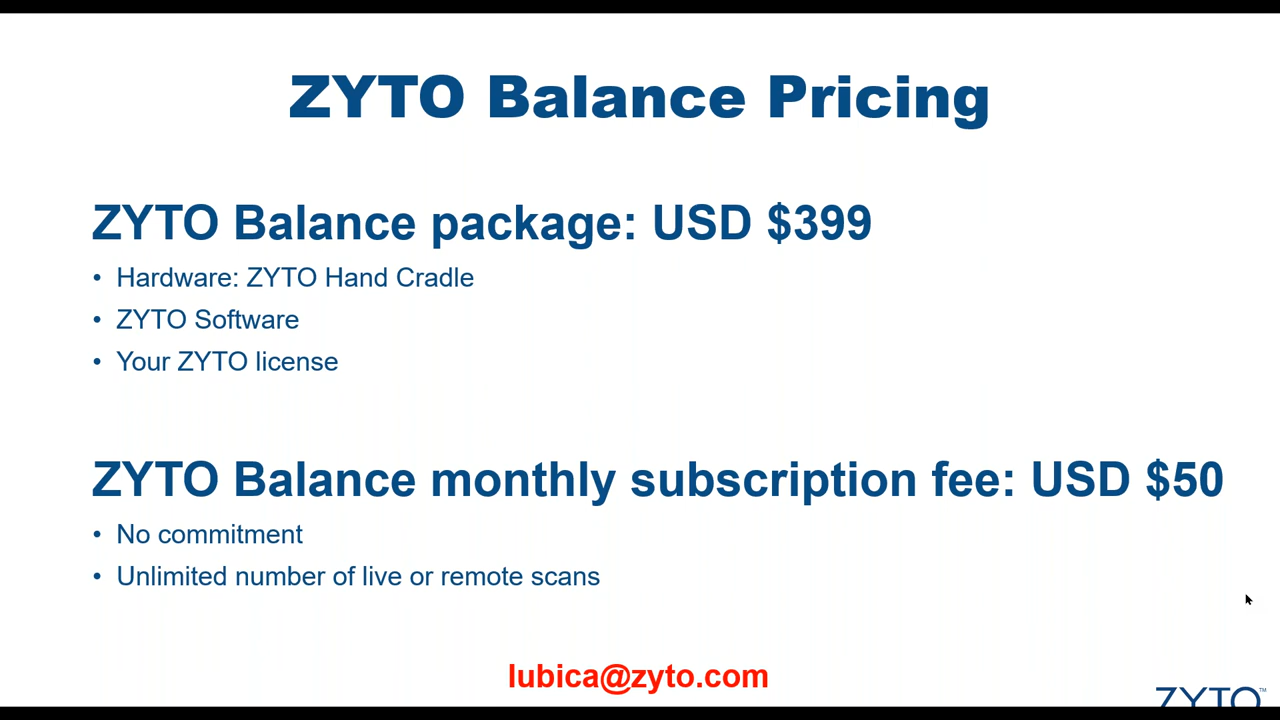 ZYTO Balance Pricing
ZYTO Balance package: USD $399
• Hardware: ZYTO Hand Cradle
• ZYTO Software
• Your ZYTO license
ZYTO Balance monthly subscription fee: USD $50
• No commitment
• Unlimited number of live or remote scans
lubica@zyto.com
ZYTO™